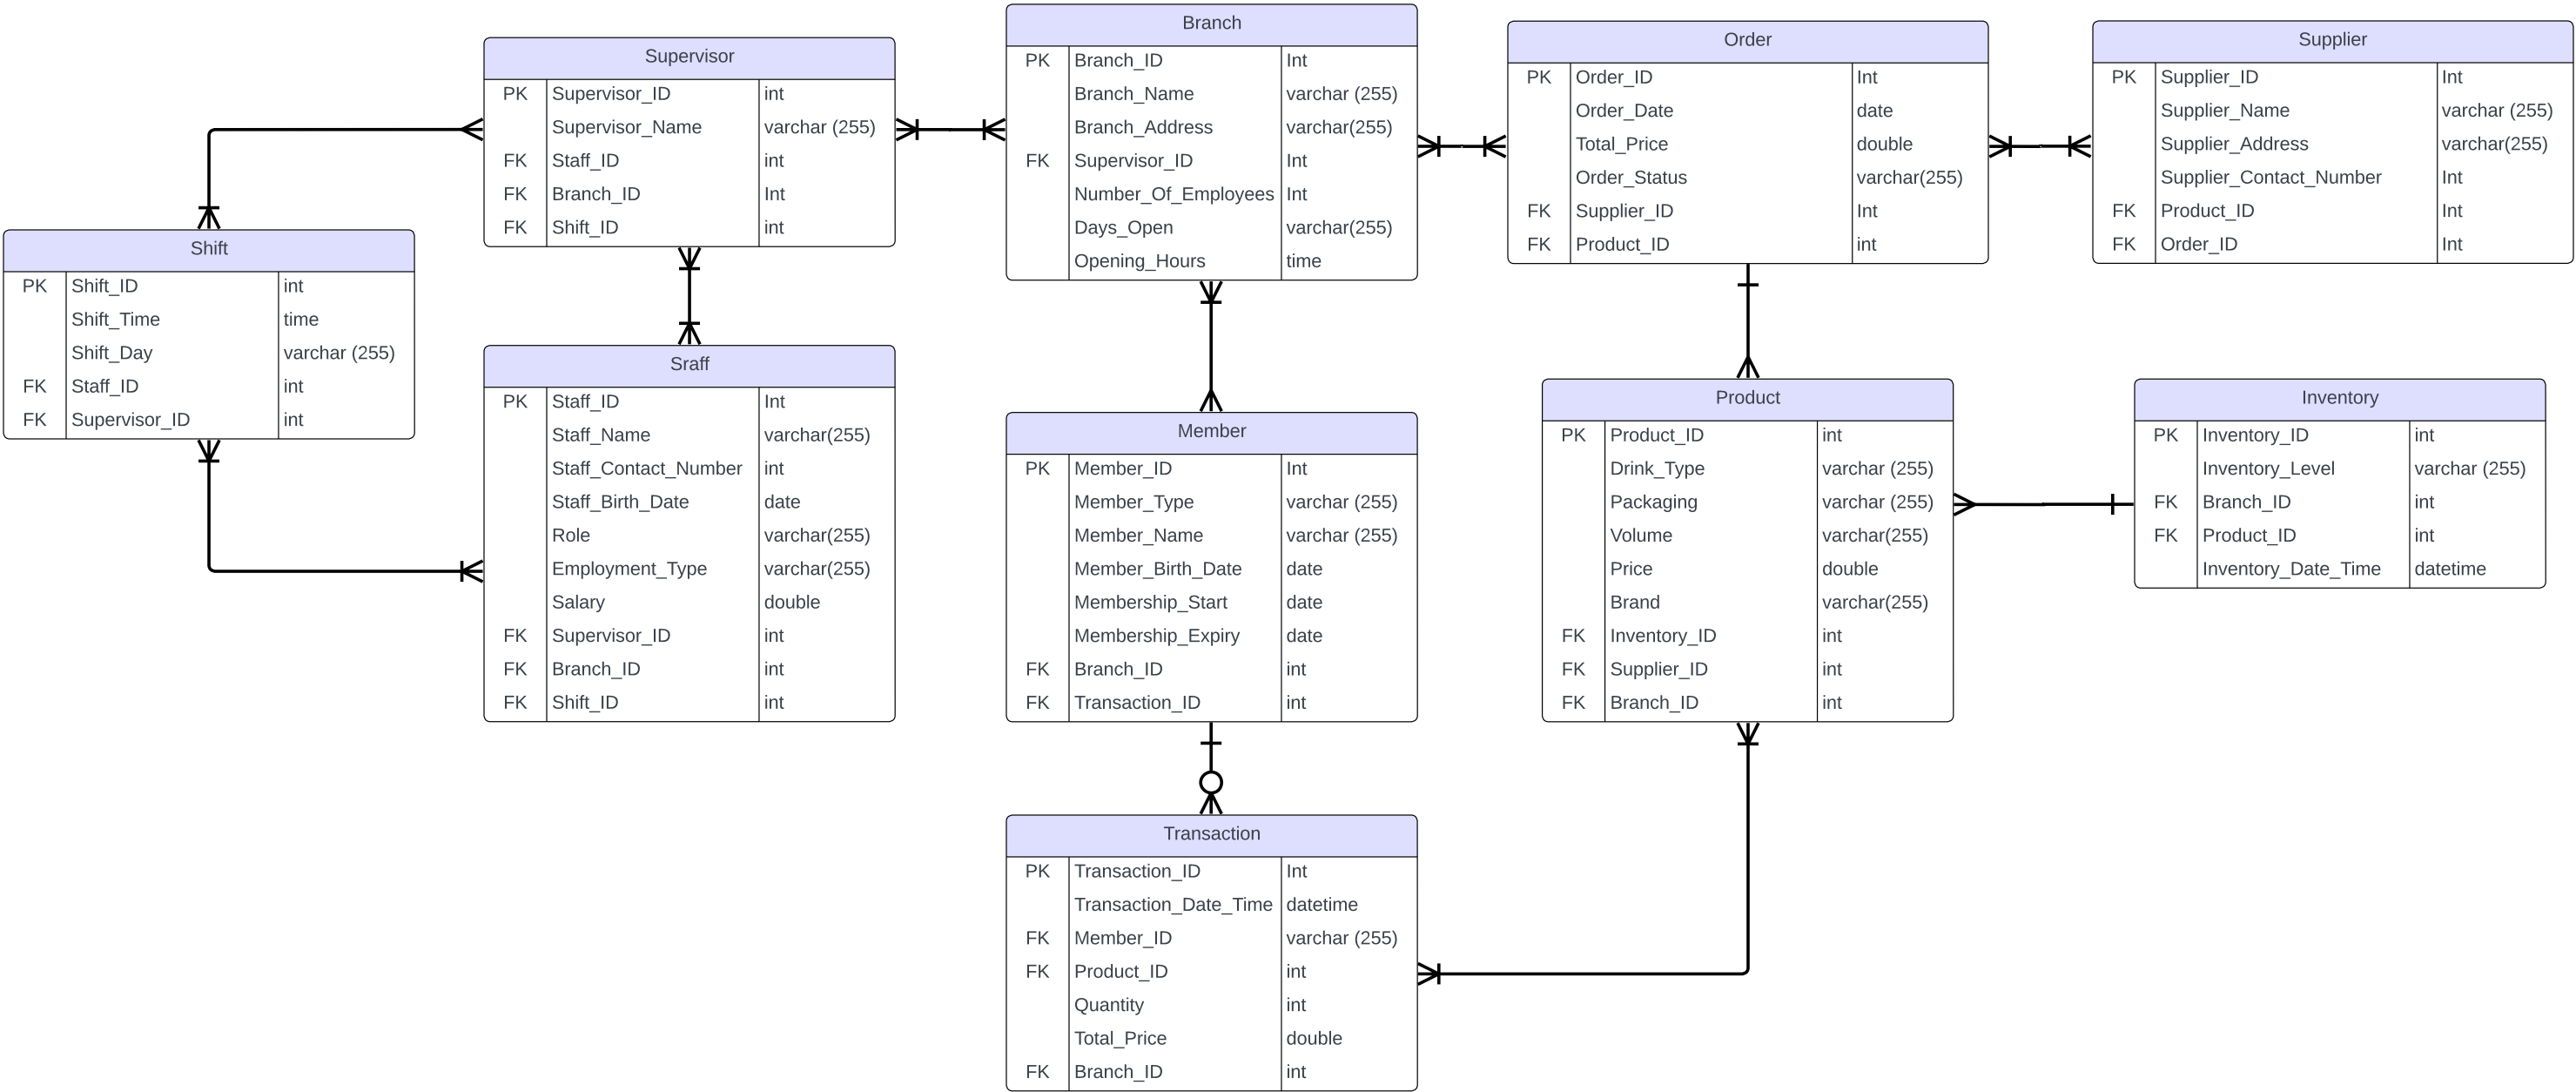 Supervisor
PK Supervisor_ID int
Supervisor_Name varchar (255)
FK Staff_ID int
FK Branch_ID Int
FK Shift_ID int
Branch
PK Branch_ID Int
Branch_Name varchar (255)
Branch_Address varchar(255)
FK Supervisor_ID Int
Number_Of_Employees Int
Days_Open varchar(255)
Opening_Hours time
Order
PK Order_ID Int
Order_Date date
Total_Price double
Order_Status varchar(255)
FK Supplier_ID Int
FK Product_ID int
Supplier
PK Supplier_ID Int
Supplier_Name varchar (255)
Supplier_Address varchar(255)
Supplier_Contact_Number Int
FK Product_ID Int
FK Order_ID Int
Shift
PK Shift_ID int
Shift_Time time
Shift_Day varchar (255)
FK Staff_ID int
FK Supervisor_ID int
Sraff
PK Staff_ID Int
Staff_Name varchar(255)
Staff_Contact_Number int
Staff_Birth_Date date
Role varchar(255)
Employment_Type varchar(255)
Salary double
FK Supervisor_ID int
FK Branch_ID int
FK Shift_ID int
Member
PK Member_ID Int
Member_Type varchar (255)
Member_Name varchar (255)
Member_Birth_Date date
Membership_Start date
Membership_Expiry date
FK Branch_ID int
FK Transaction_ID int
Product
PK Product_ID int
Drink_Type varchar (255)
Packaging varchar (255)
Volume varchar(255)
Price double
Brand varchar(255)
FK Inventory_ID int
FK Supplier_ID int
FK Branch_ID int
Inventory
PK Inventory_ID int
Inventory_Level varchar (255)
FK Branch_ID int
FK Product_ID int
Inventory_Date_Time datetime
Transaction
PK Transaction_ID Int
Transaction_Date_Time datetime
FK Member_ID varchar (255)
FK Product_ID int
Quantity int
Total_Price double
FK Branch_ID int